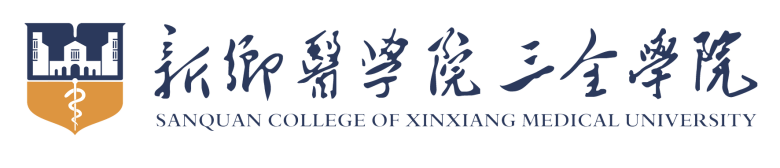 新鄉醫學院三全學院
SANQUAN COLLEGE OF XINXIANG MEDICAL UNIVERSITY